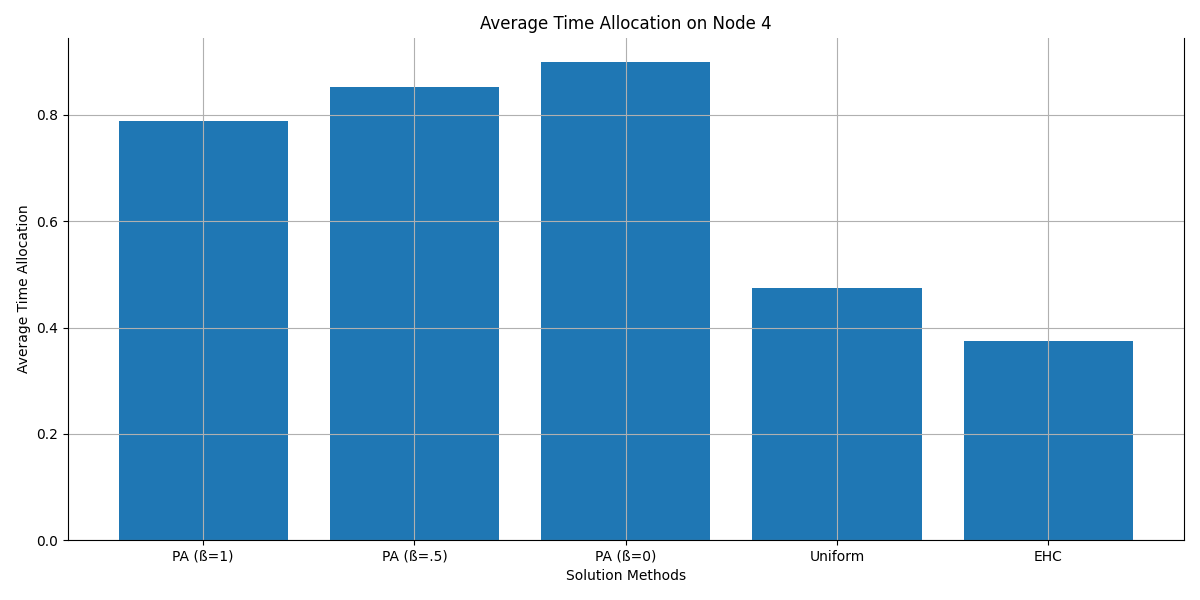 Average Time Allocation on Node 4
Average Time Allocation
0.8
0.6
0.4
0.2
0.0
PA (ß=1) PA (ß=.5) PA (ß=0) Uniform EHC
Solution Methods